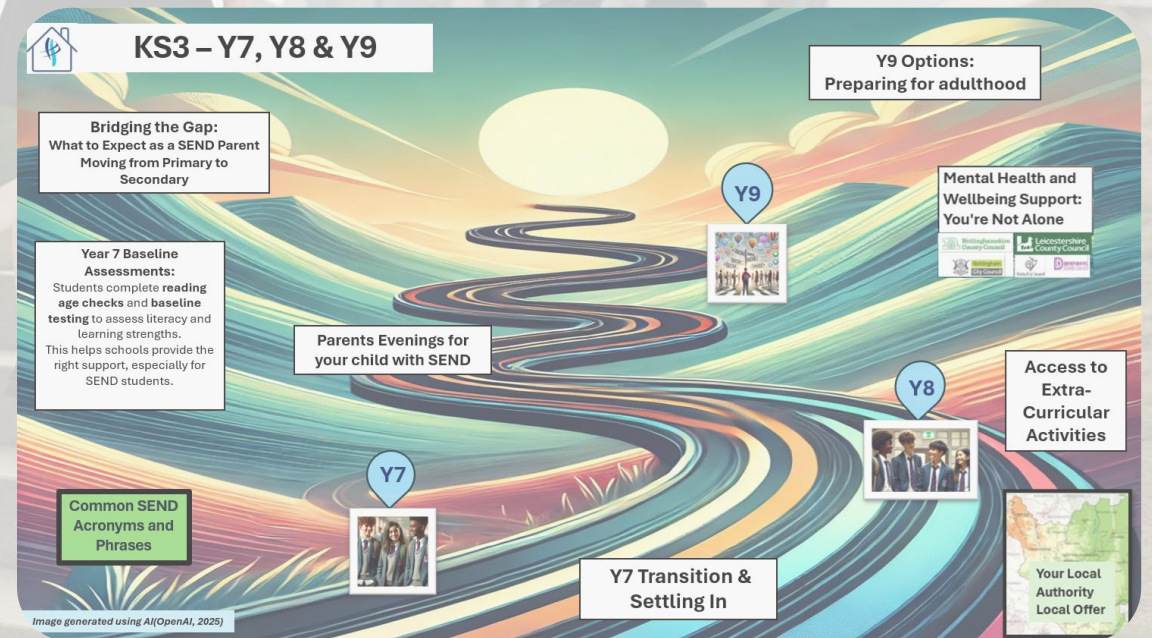 KS3 – Y7, Y8 & Y9
Y9 Options:
Preparing for adulthood
Bridging the Gap:
What to Expect as a SEND Parent
Moving from Primary to
Secondary
Mental Health and
Wellbeing Support:
You're Not Alone
Nottinghamshire
County Council
Leicestershire
County Council
Nottingham
City Council
Y9
Year 7 Baseline
Assessments:
Students complete reading
age checks and baseline
testing to assess literacy and
learning strengths.
This helps schools provide the
right support, especially for
SEND students.
Parents Evenings for
your child with SEND
Y8
Access to
Extra-
Curricular
Activities
Y7
Common SEND
Acronyms and
Phrases
Y7 Transition &
Settling In
Your Local
Authority
Local Offer
Image generated using AI(OpenAI, 2025)